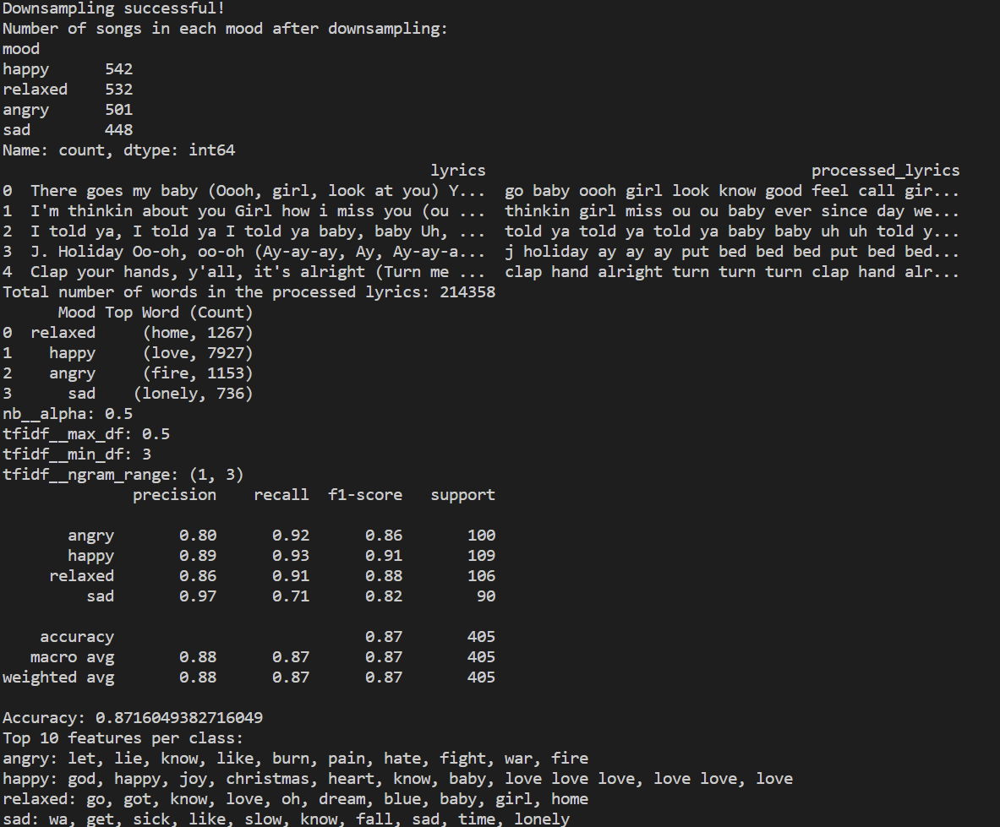 Downsampling successful!
Number of songs in each mood after downsampling:
mood
happy 542
relaxed 532
angry 501
sad 448
Name: count, dtype: int64
lyrics processed_lyrics
0 There goes my baby (Oooh, girl, look at you) Y... go baby oooh girl look know good feel call gir...
1 I'm thinkin about you Girl how i miss you (ou ... thinkin girl miss ou ou baby ever since day we...
2 I told ya, I told ya I told ya baby, baby Uh, ... told ya told ya told ya baby baby uh uh told y...
3 J. Holiday Oo-oh, oo-oh (Ay-ay-ay, Ay, Ay-ay-a... j holiday ay ay ay put bed bed bed put bed bed...
4 Clap your hands, y'all, it's alright (Turn me ... clap hand alright turn turn turn clap hand alr...
Total number of words in the processed lyrics: 214358
Mood Top Word (Count)
0 relaxed (home, 1267)
1 happy (love, 7927)
2 angry (fire, 1153)
3 sad (lonely, 736)
nb__alpha: 0.5
tfidf__max_df: 0.5
tfidf__min_df: 3
tfidf__ngram_range: (1, 3)
precision recall f1-score support
angry 0.80 0.92 0.86 100
happy 0.89 0.93 0.91 109
relaxed 0.86 0.91 0.88 106
sad 0.97 0.71 0.82 90
accuracy 0.87 405
macro avg 0.88 0.87 0.87 405
weighted avg 0.88 0.87 0.87 405
Accuracy: 0.8716049382716049
Top 10 features per class:
angry: let, lie, know, like, burn, pain, hate, fight, war, fire
happy: god, happy, joy, christmas, heart, know, baby, love love love, love love, love
relaxed: go, got, know, love, oh, dream, blue, baby, girl, home
sad: wa, get, sick, like, slow, know, fall, sad, time, lonely